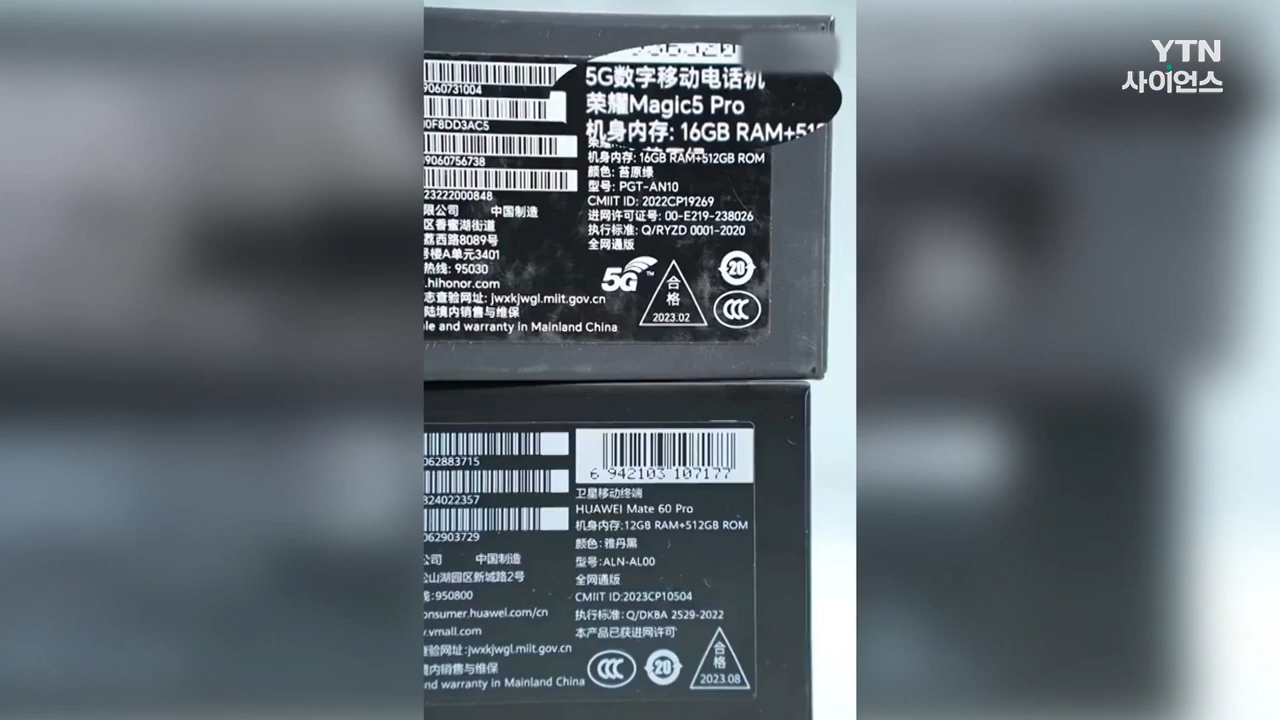 YTN
사이언스
5G数字移动电话机
荣耀Magic5 Pro
机身内存: 16GB RAM+512
9060731004
0F8DD3AC5
9060756738
23222000848
限公司 中国制造
区香蜜湖街道
荔西路8089号
号楼A单元3401
热线: 95030
.hihonor.com
志查验网址: jwxkjwgl.miit.gov.cn
陆境内销售与维保
le and warranty in Mainland China
机身内存: 16GB RAM+512GB ROM
颜色: 苔原绿
型号: PGT-AN10
CMIIT ID: 2022CP19269
进网许可证号: 00-E219-238026
执行标准: Q/RYZD 0001-2020
全网通版
5G TM
合格
2023.02
20
CCC
062883715
324022357
062903729
公司 中国制造
山湖园区新城路2号
线:950800
onsumer.huawei.com/cn
.vmall.com
查验网址:jwxkjwgl.miit.gov.cn
境内销售与维保
nd warranty in Mainland China
6 942103 107177
卫星移动终端
HUAWEI Mate 60 Pro
机身内存:12GB RAM+512GB ROM
颜色:雅丹黑
型号:ALN-AL00
全网通版
CMIIT ID:2023CP10504
执行标准:Q/DKBA 2529-2022
本产品已获进网许可
CCC
20
合格
2023.08